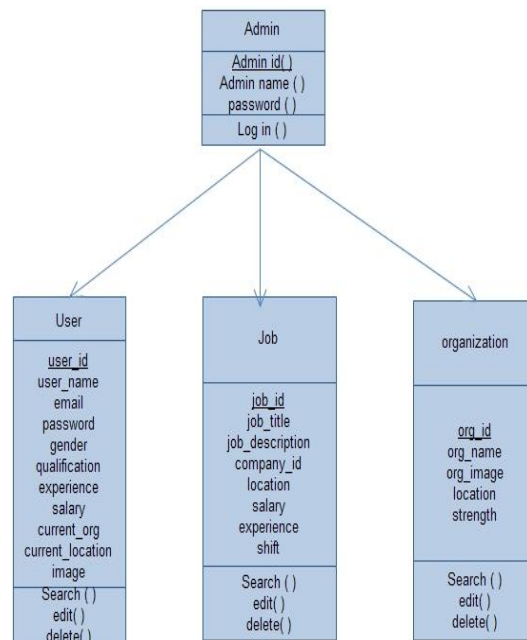 Admin
Admin id( )
Admin name ( )
password ( )
Log in ( )
User
user_id
user_name
email
password
gender
qualification
experience
salary
current_org
current_location
image
Search ( )
edit( )
delete( )
Job
job_id
job_title
job_description
company_id
location
salary
experience
shift
Search ( )
edit( )
delete( )
organization
org_id
org_name
org_image
location
strength
Search ( )
edit( )
delete( )